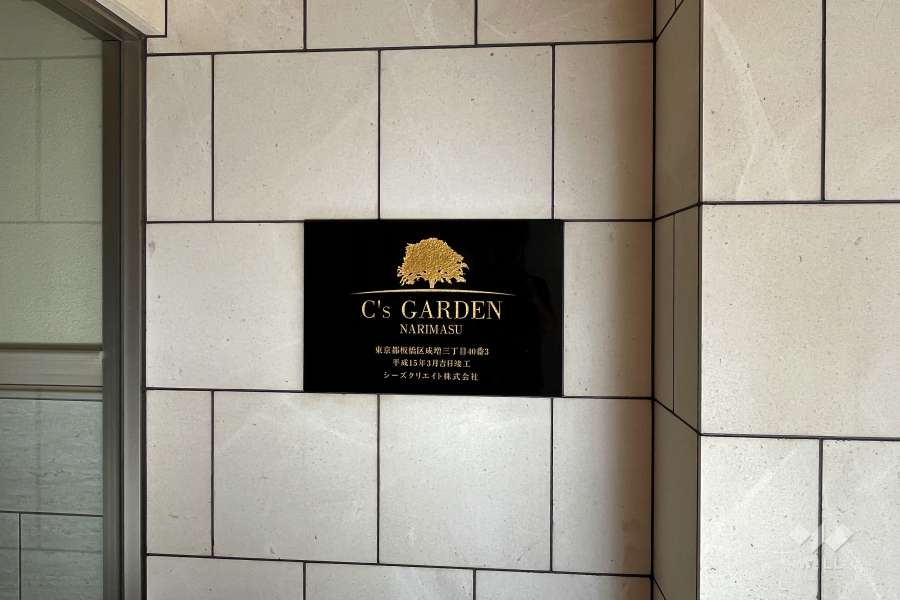 C's GARDEN
NARIMASU
東京都板橋区成増三丁目40番3
平成15年3月吉日竣工
シーズクリエイト株式会社